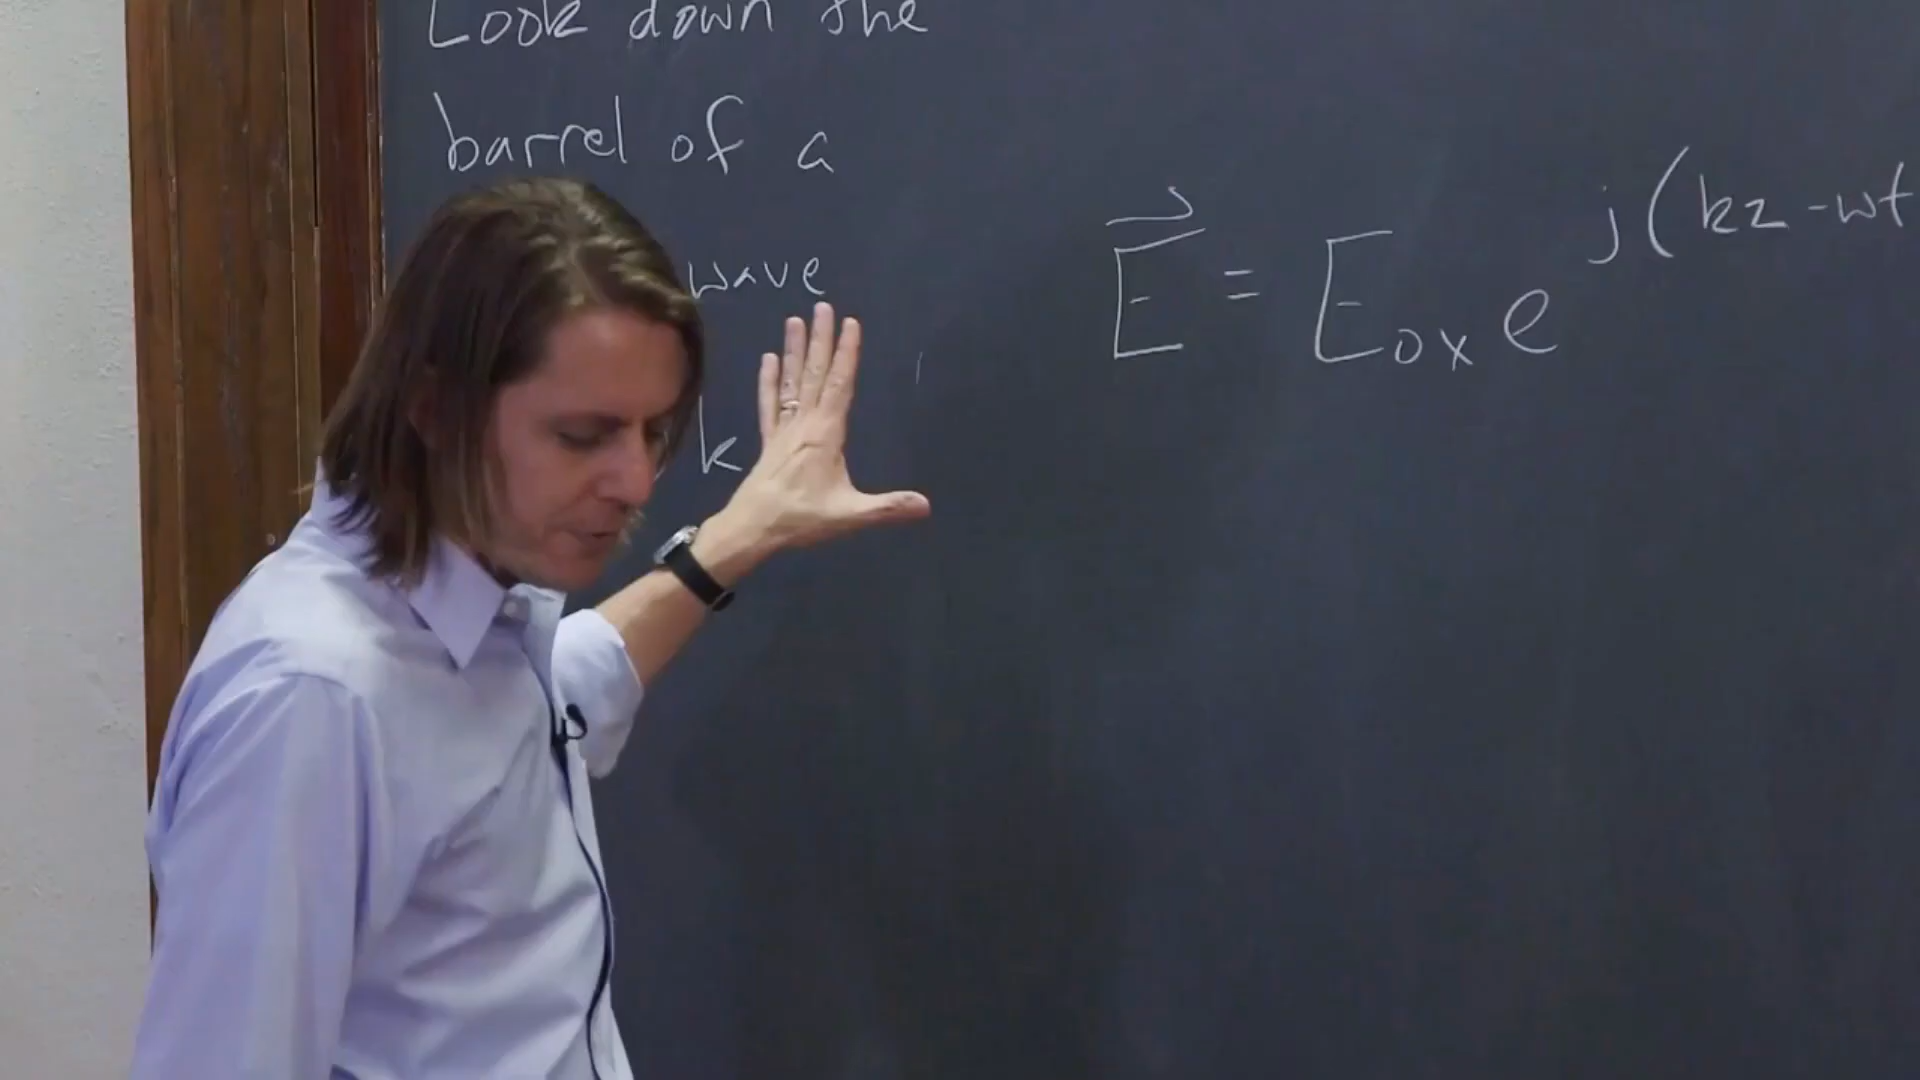 Look down the
barrel of a
wave
k
E⃗ = E₀ₓ e^j(kz-wt